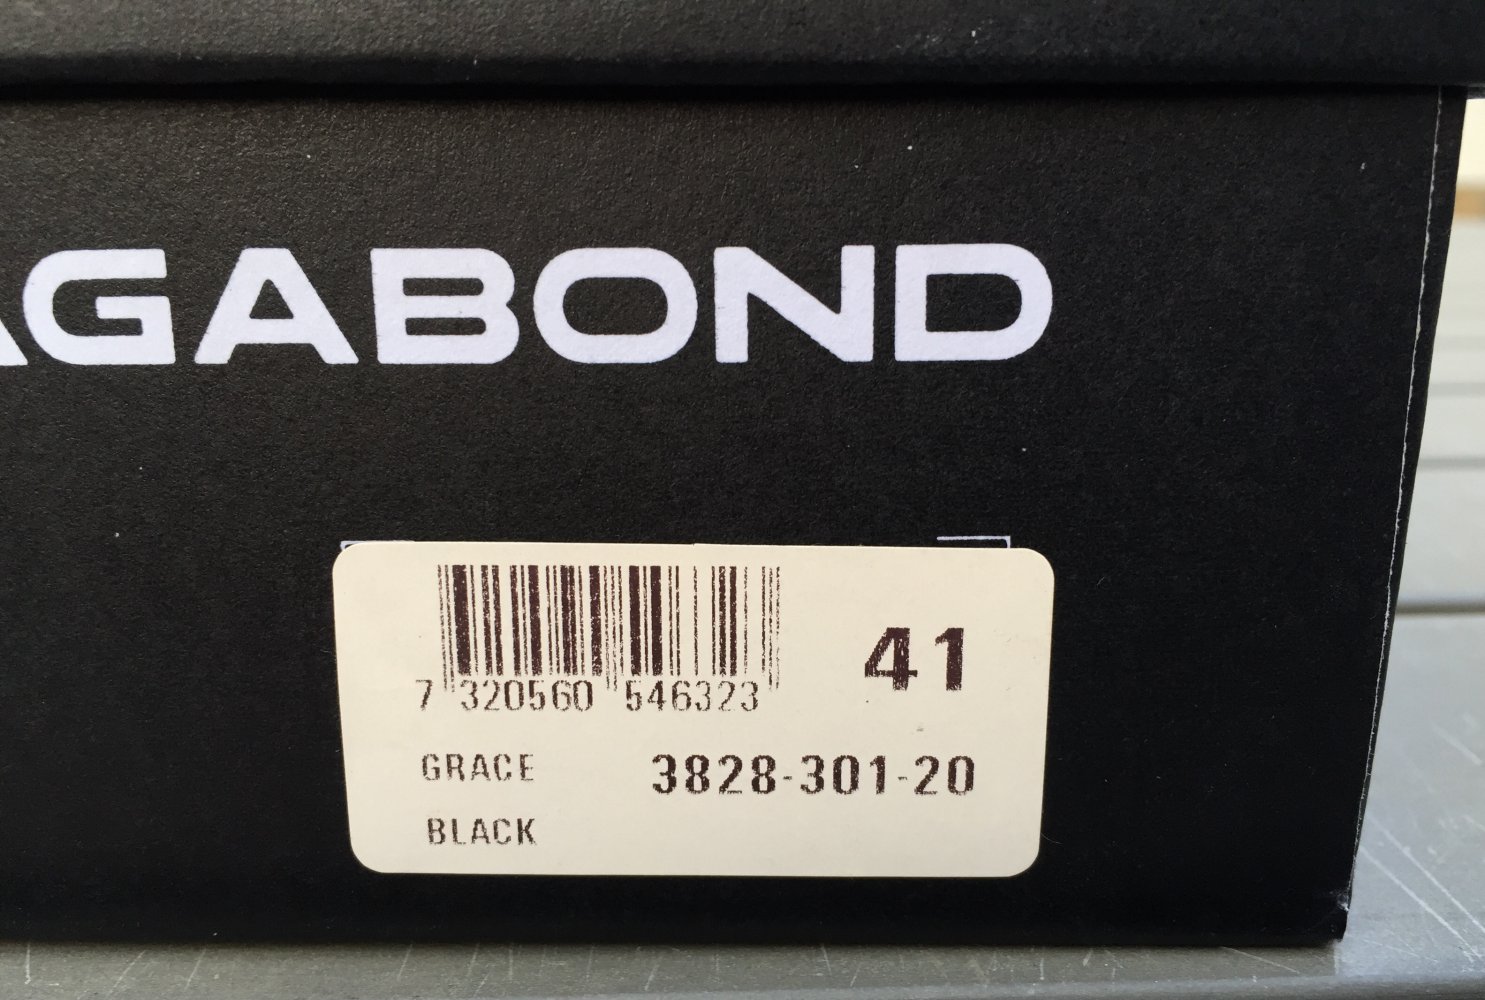 AGABOND
41
7 320560 546323
GRACE 3828-301-20
BLACK